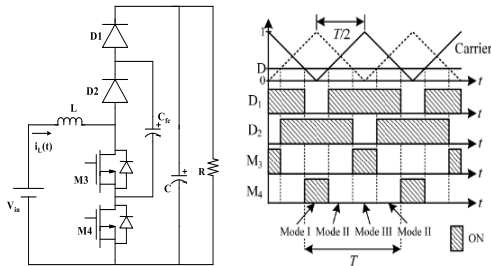 D1
D2
L
i_L(t)
C_fc
M3
M4
C
R
V_in
T/2
1
Carrier
D
0
t
D_1
t
D_2
t
M_3
t
M_4
t
Mode I Mode II Mode III Mode II
T
ON